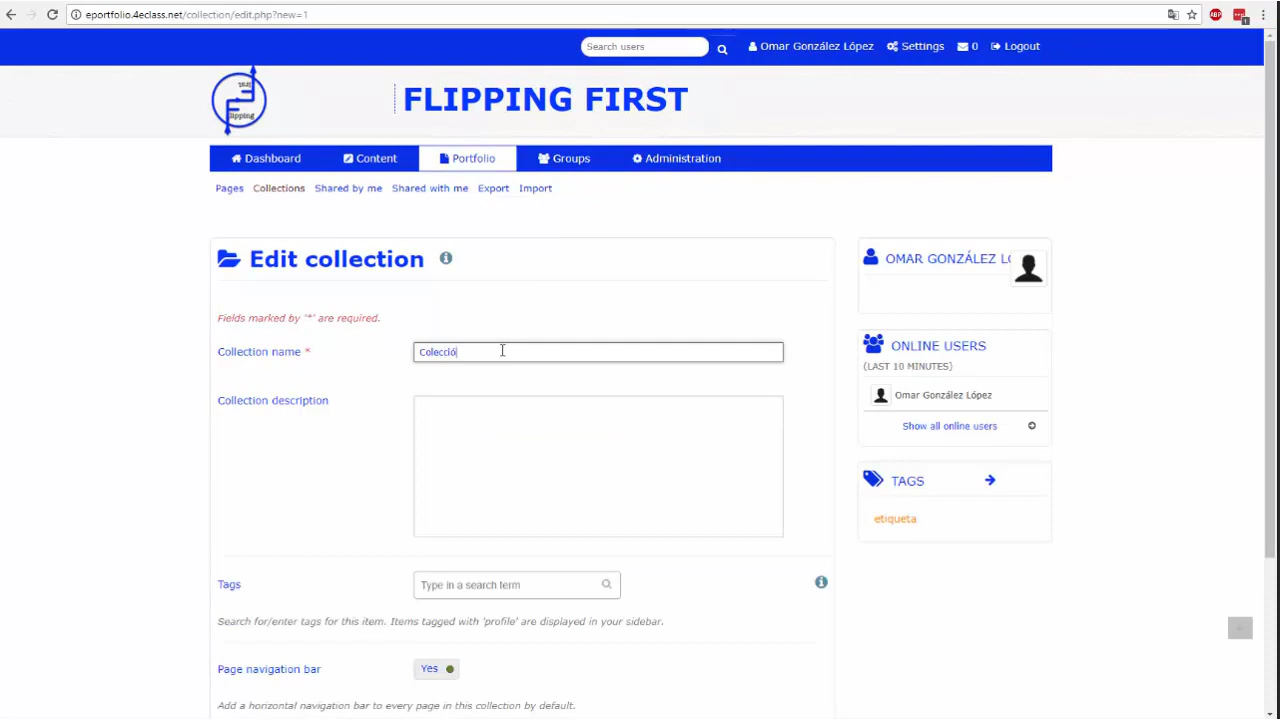 eportfolio.4eclass.net/collection/edit.php?new=1
ABP
Search users
Omar González López
Settings
0
Logout
flipping
FLIPPING FIRST
Dashboard
Content
Portfolio
Groups
Administration
Pages
Collections
Shared by me
Shared with me
Export
Import
Edit collection
Fields marked by '*' are required.
Collection name *
Colecció
Collection description
Tags
Type in a search term
Search for/enter tags for this item. Items tagged with 'profile' are displayed in your sidebar.
Page navigation bar
Yes
Add a horizontal navigation bar to every page in this collection by default.
OMAR GONZÁLEZ LÓ
ONLINE USERS
(LAST 10 MINUTES)
Omar González López
Show all online users
TAGS
etiqueta